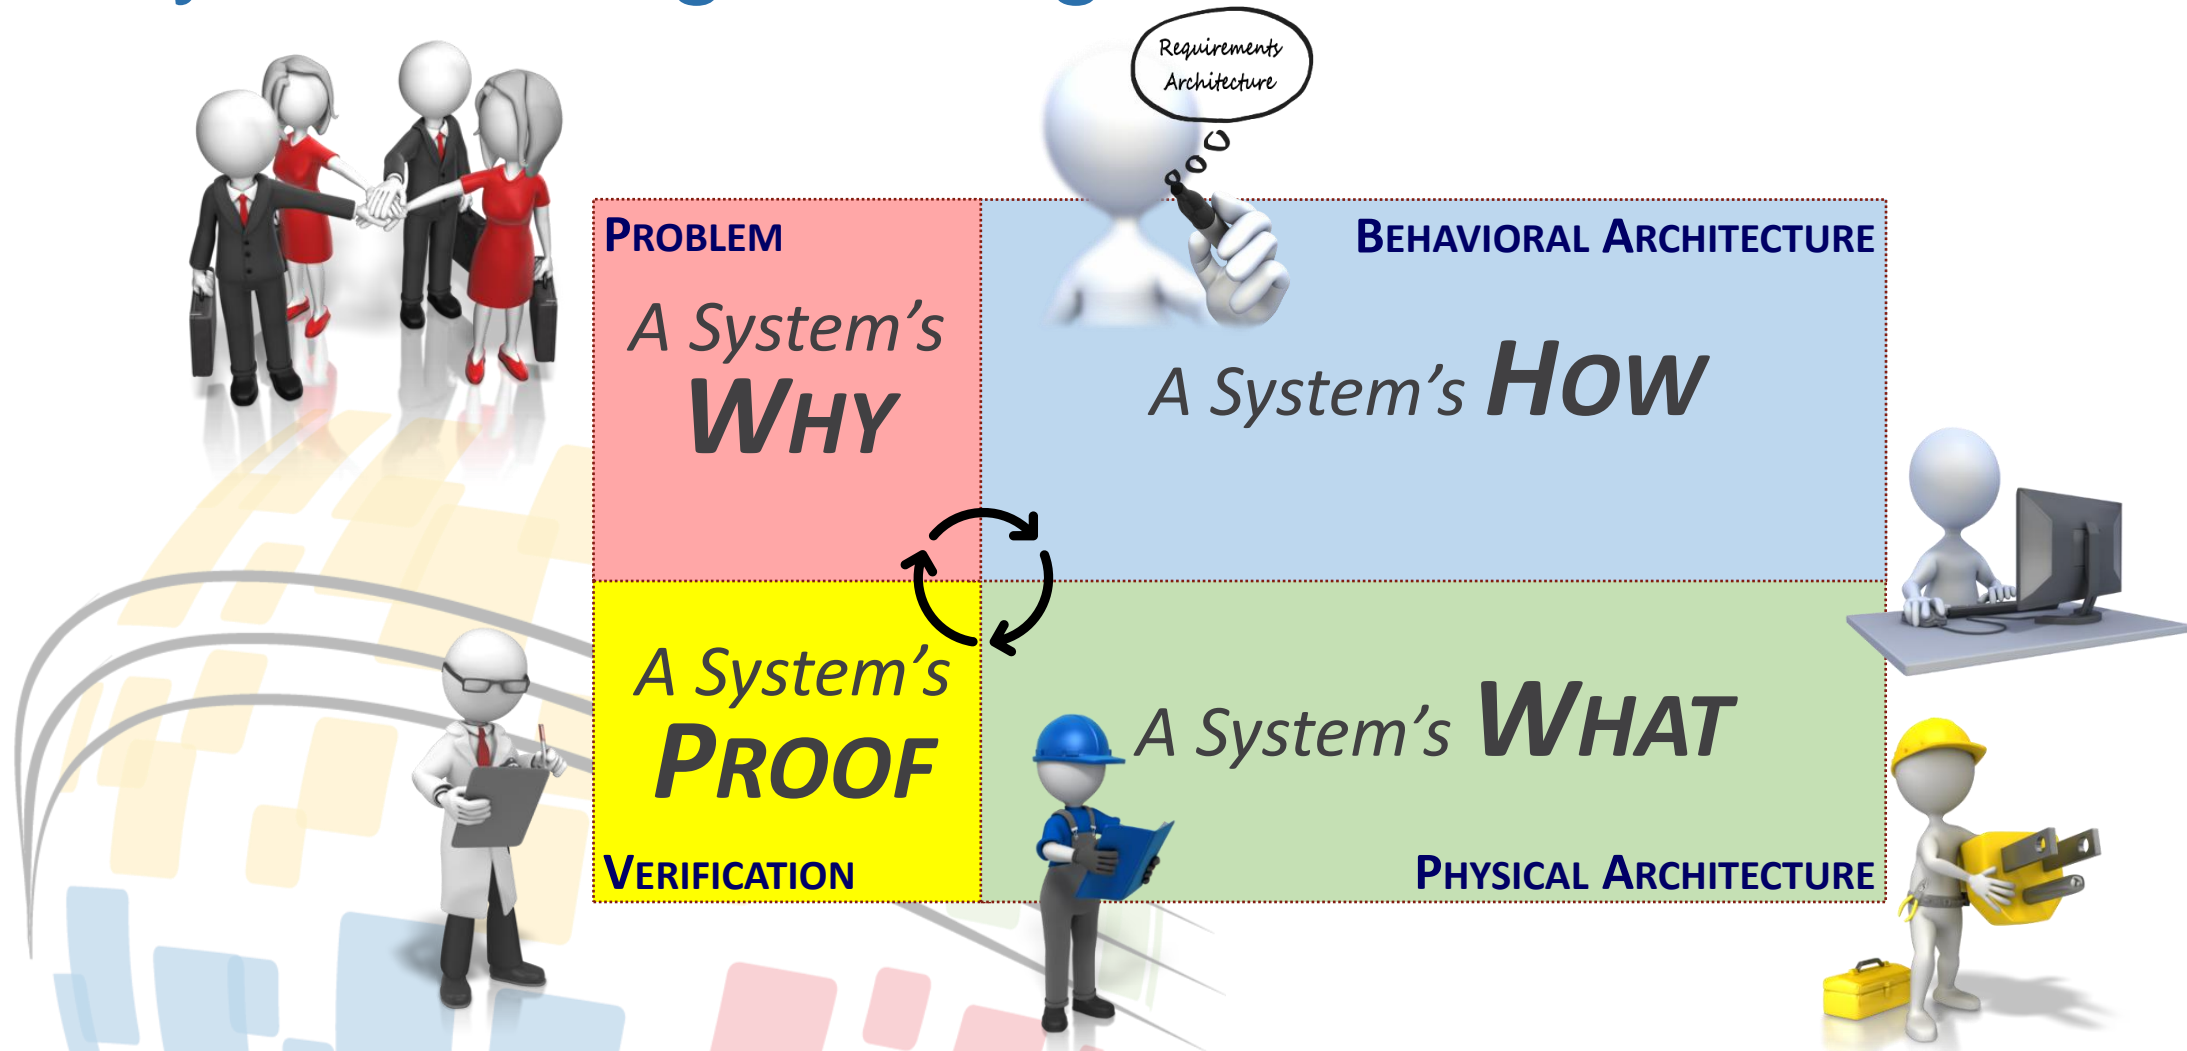 Requirements
Architecture
PROBLEM
A System's
WHY
BEHAVIORAL ARCHITECTURE
A System's HOW
A System's
PROOF
VERIFICATION
A System's WHAT
PHYSICAL ARCHITECTURE